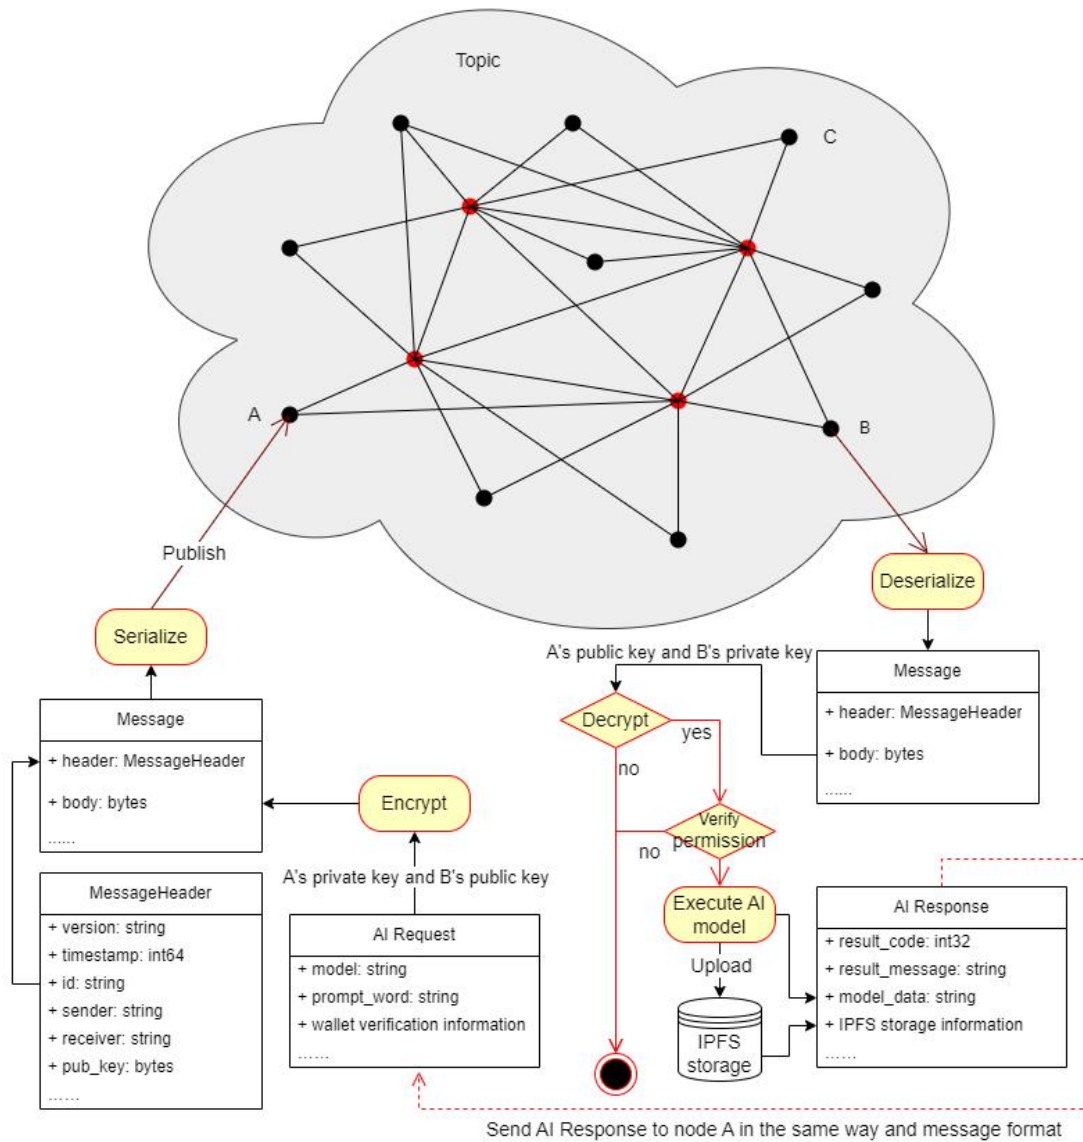 Topic
C
A
B
Publish
Deserialize
Serialize
A's public key and B's private key
Message
+ header: MessageHeader
+ body: bytes
......
Decrypt
yes
no
Message
+ header: MessageHeader
+ body: bytes
......
Encrypt
Verify
permission
no
A's private key and B's public key
MessageHeader
+ version: string
+ timestamp: int64
+ id: string
+ sender: string
+ receiver: string
+ pub_key: bytes
......
AI Request
+ model: string
+ prompt_word: string
+ wallet verification information
......
Execute AI
model
Upload
IPFS
storage
AI Response
+ result_code: int32
+ result_message: string
+ model_data: string
+ IPFS storage information
......
Send AI Response to node A in the same way and message format